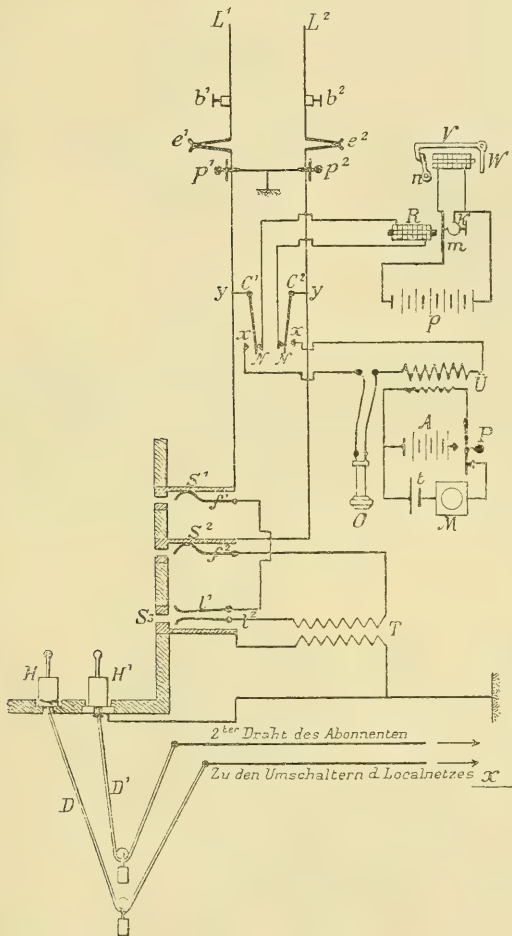 L¹ L²
b¹ b²
e¹ e²
p¹ p²
V
W
n
R
K
m
P
C¹ C²
y y
x N N x
U
A
P
O
t
M
S¹
f¹
S²
f²
l¹
S₃ l²
T
H H¹
2ter Draht des Abonnenten
D D¹
Zu den Umschaltern d. Localnetzes x